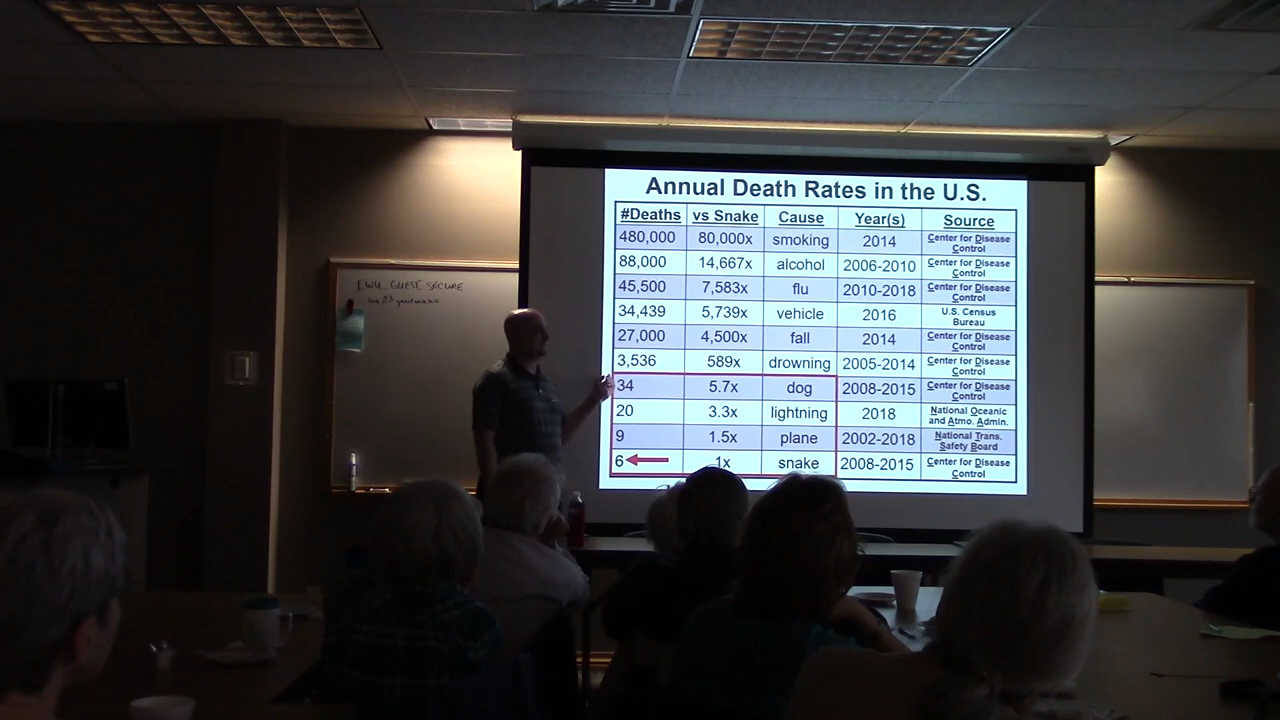 Annual Death Rates in the U.S.
#Deaths vs Snake Cause Year(s) Source
480,000 80,000x smoking 2014 Center for Disease
Control
88,000 14,667x alcohol 2006-2010 Center for Disease
Control
45,500 7,583x flu 2010-2018 Center for Disease
Control
34,439 5,739x vehicle 2016 U.S. Census
Bureau
27,000 4,500x fall 2014 Center for Disease
Control
3,536 589x drowning 2005-2014 Center for Disease
Control
34 5.7x dog 2008-2015 Center for Disease
Control
20 3.3x lightning 2018 National Oceanic
and Atmo. Admin.
9 1.5x plane 2002-2018 National Trans.
Safety Board
6 1x snake 2008-2015 Center for Disease
Control
IWU_GUEST_SECURE